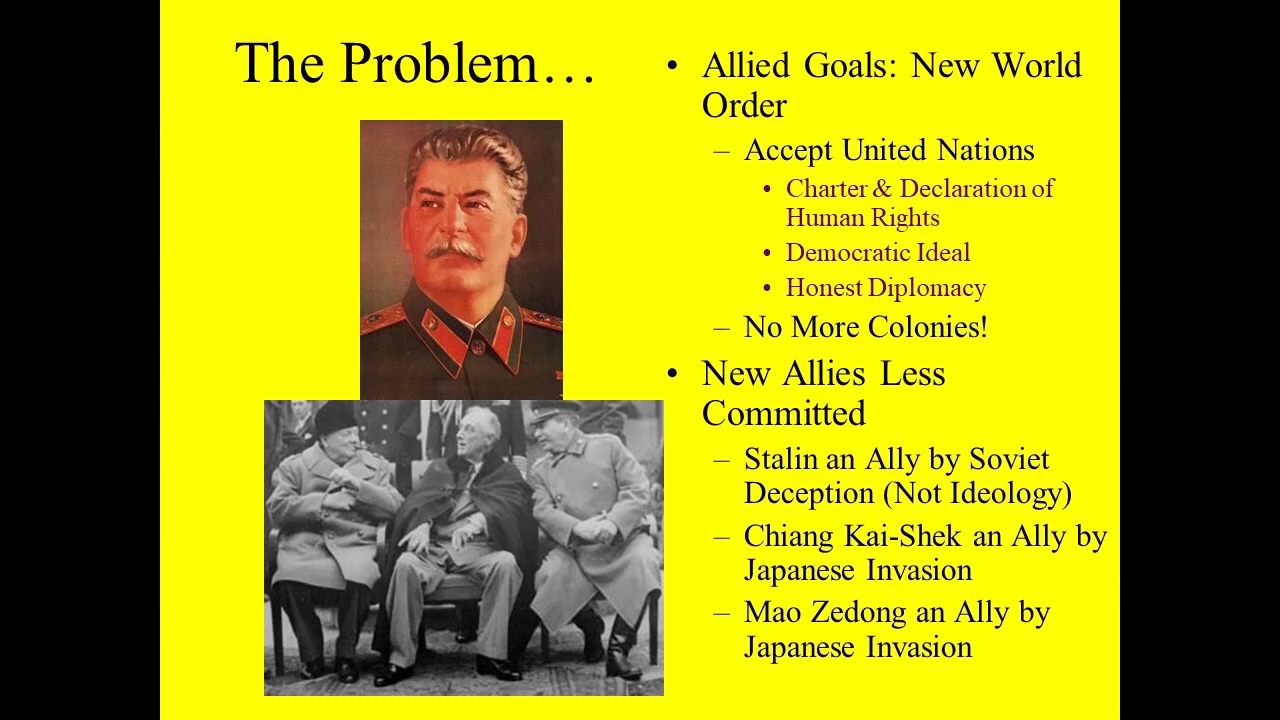 The Problem…
• Allied Goals: New World
Order
– Accept United Nations
• Charter & Declaration of
Human Rights
• Democratic Ideal
• Honest Diplomacy
– No More Colonies!
• New Allies Less
Committed
– Stalin an Ally by Soviet
Deception (Not Ideology)
– Chiang Kai-Shek an Ally by
Japanese Invasion
– Mao Zedong an Ally by
Japanese Invasion